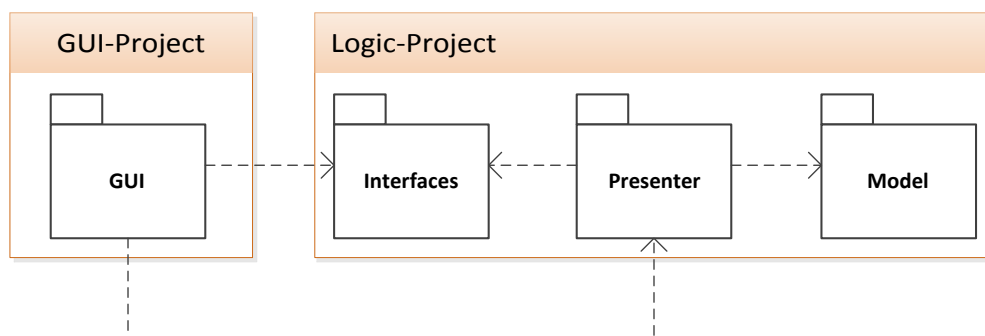 GUI-Project
Logic-Project
GUI
Interfaces
Presenter
Model